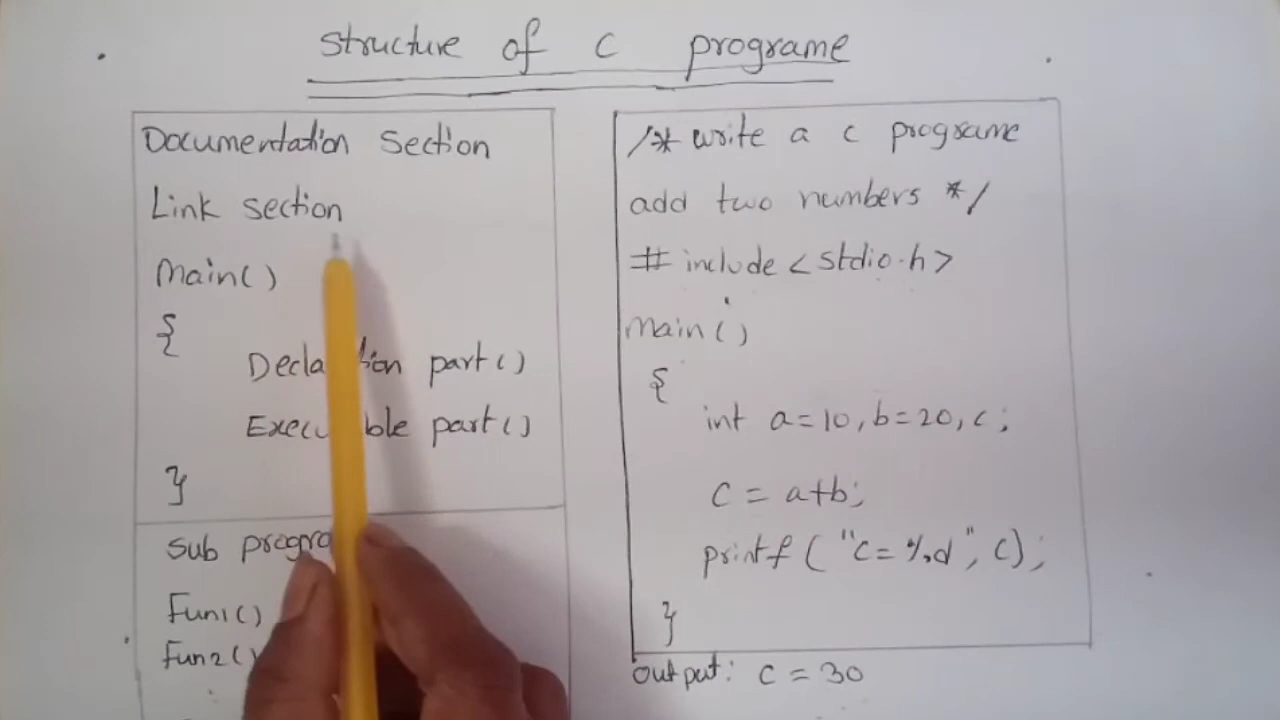 Structure of C programe
Documentation Section
Link section
Main()
{
part()
part()
}
Sub
Fun1()
Fun2()
/* write a c programe
add two numbers */
# include <stdio.h>
Main()
{
int a=10, b=20, c;
C = a+b;
printf ("c=%d", c);
}
output: c = 30